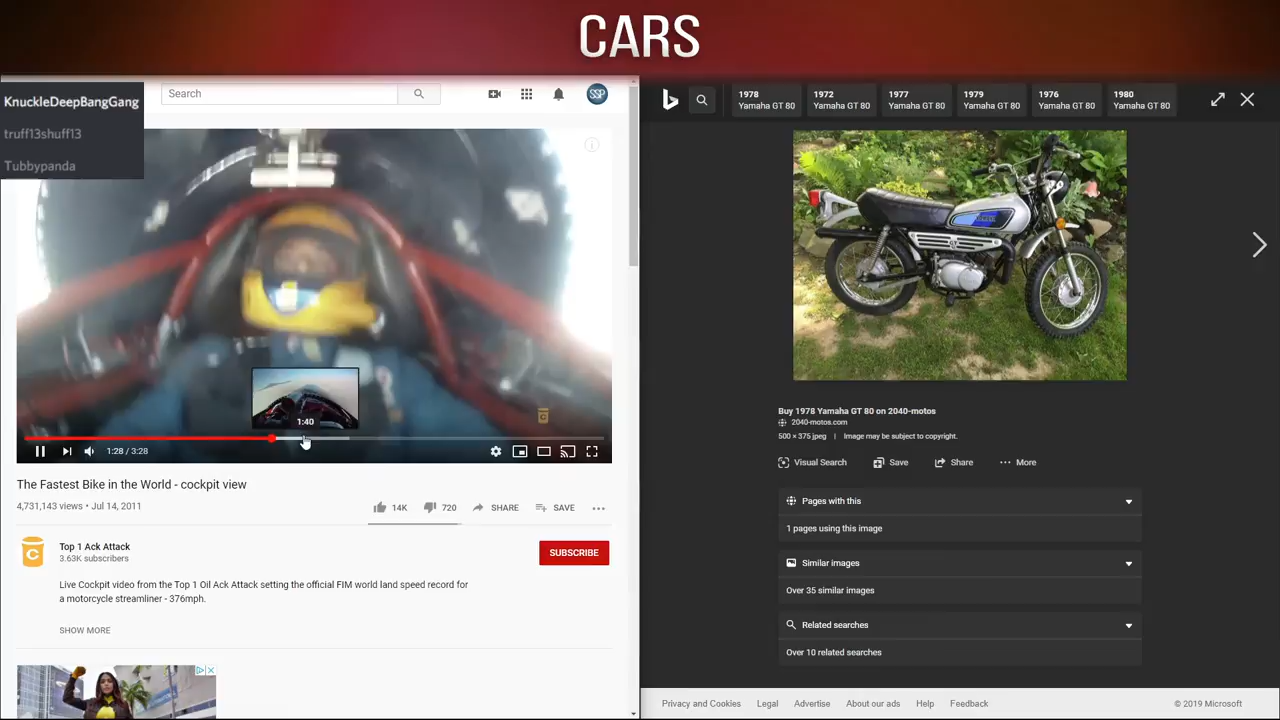 CARS
KnuckleDeepBangGang
truff13shuff13
Tubbypanda
Search
SSP
1:40
1:28 / 3:28
The Fastest Bike in the World - cockpit view
4,731,143 views • Jul 14, 2011
14K
720
SHARE
SAVE
Top 1 Ack Attack
3.63K subscribers
SUBSCRIBE
Live Cockpit video from the Top 1 Oil Ack Attack setting the official FIM world land speed record for
a motorcycle streamliner - 376mph.
SHOW MORE
1978
Yamaha GT 80
1972
Yamaha GT 80
1977
Yamaha GT 80
1979
Yamaha GT 80
1976
Yamaha GT 80
1980
Yamaha GT 80
Buy 1978 Yamaha GT 80 on 2040-motos
2040-motos.com
500 × 375 jpeg | Image may be subject to copyright.
Visual Search
Save
Share
More
Pages with this
1 pages using this image
Similar images
Over 35 similar images
Related searches
Over 10 related searches
Privacy and Cookies
Legal
Advertise
About our ads
Help
Feedback
© 2019 Microsoft